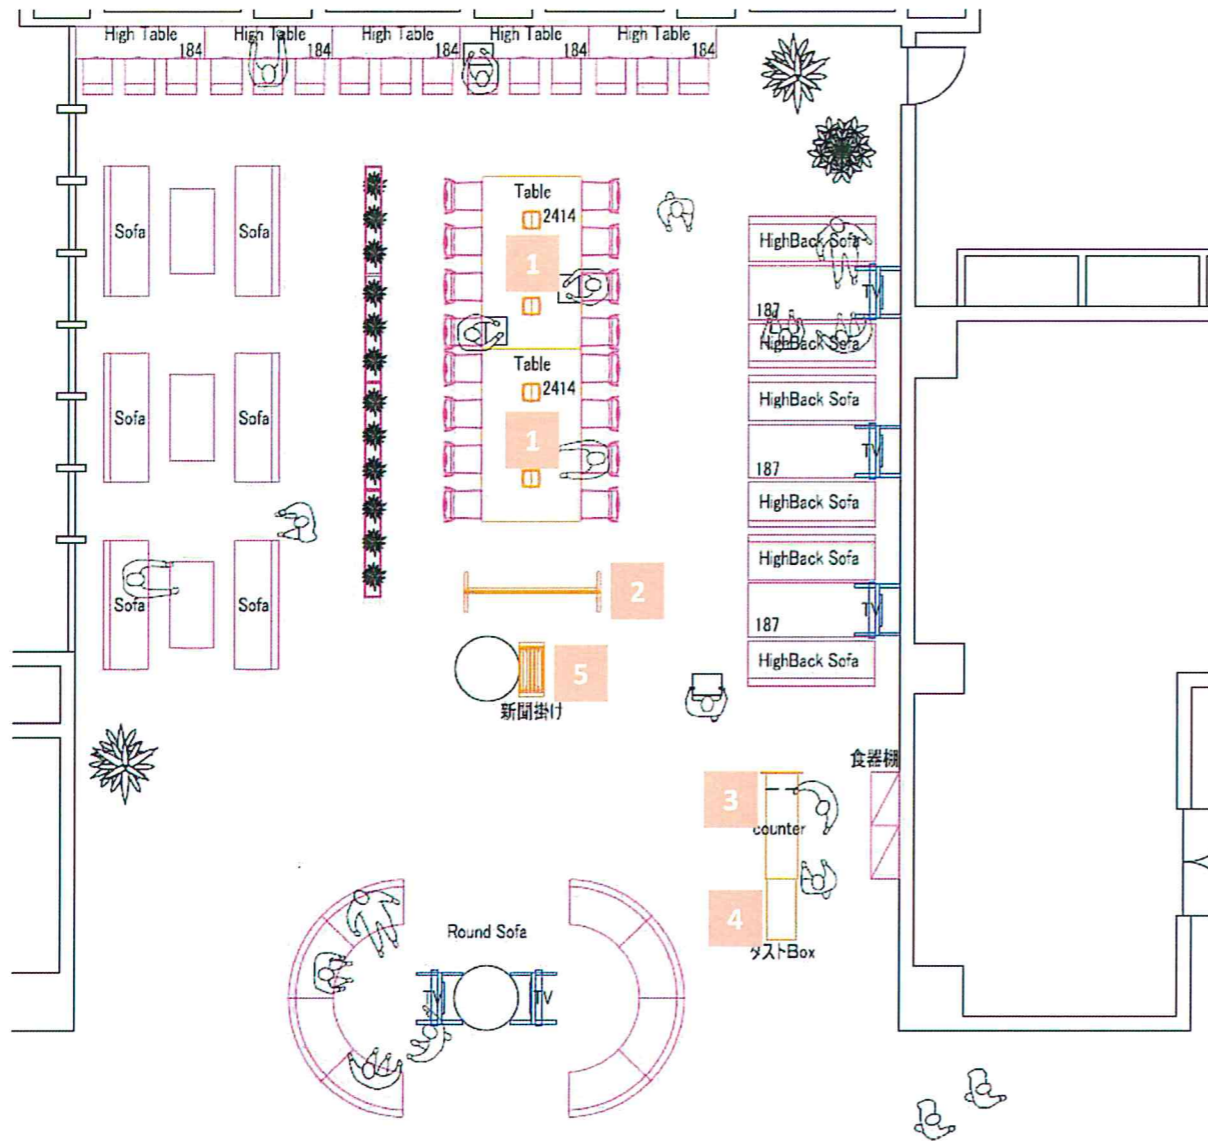 High Table High Table High Table High Table High Table
184 184 184 184 184
Table
2414
Sofa Sofa
1
HighBack Sofa
TV
187
HighBack Sofa
Table
2414
HighBack Sofa
Sofa Sofa
1
TV
187
HighBack Sofa
HighBack Sofa
2
Sofa Sofa
TV
187
HighBack Sofa
5
新聞掛け
食器棚
3
counter
4
Round Sofa
ダストBox
TV TV